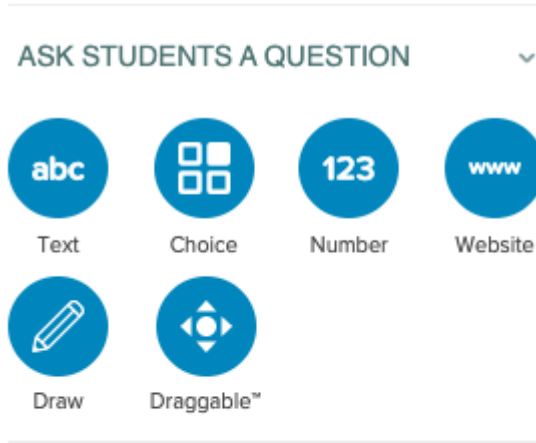 ASK STUDENTS A QUESTION
abc 123 www
Text Choice Number Website
Draw Draggable™